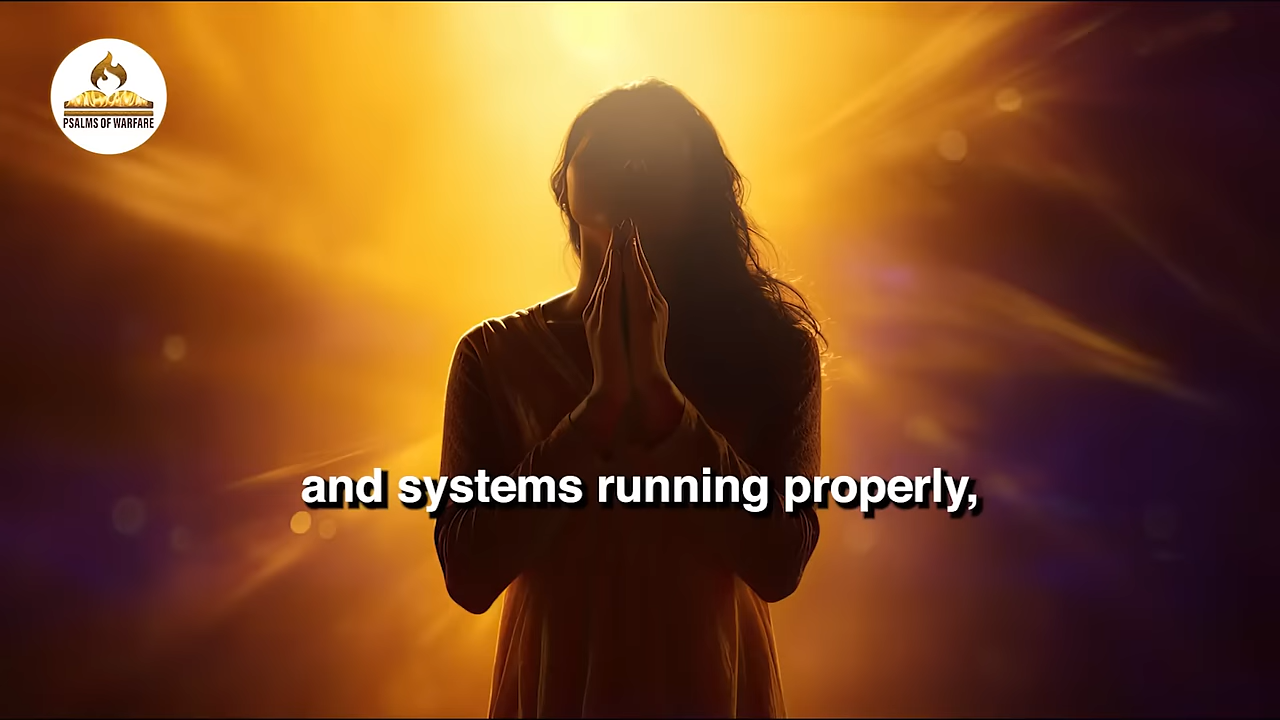 PSALMS OF WARFARE
and systems running properly,